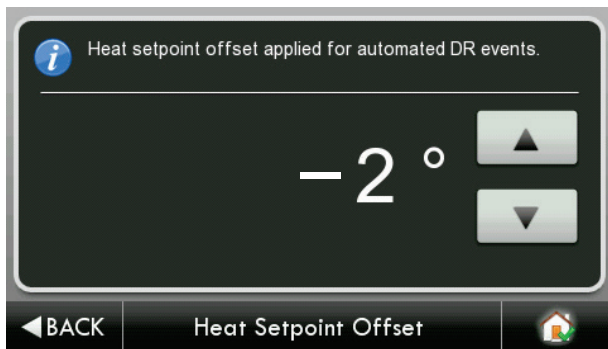 Heat setpoint offset applied for automated DR events.
−2°
BACK
Heat Setpoint Offset